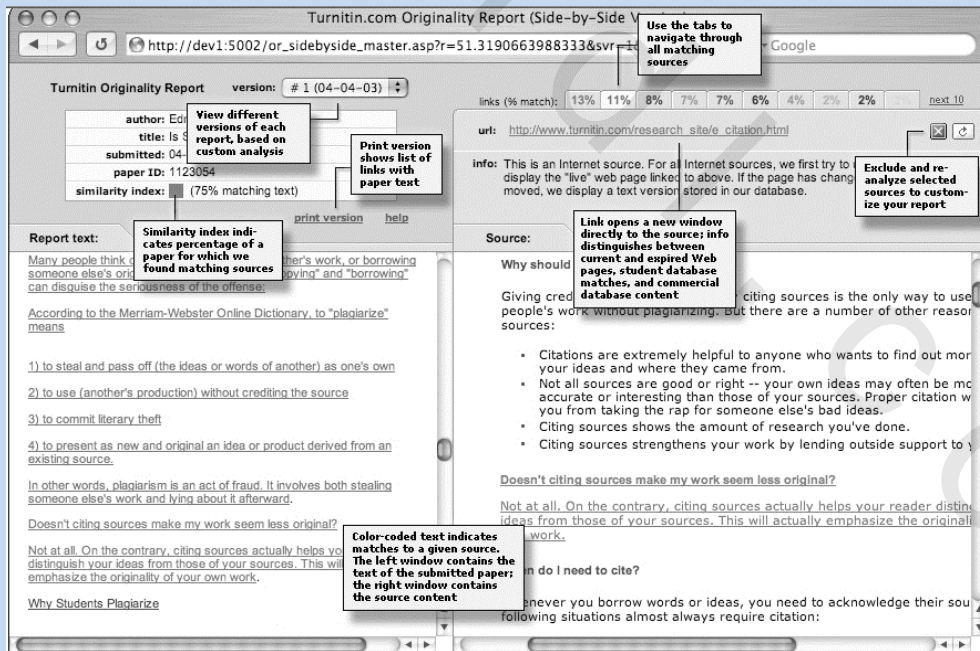 Turnitin.com Originality Report (Side-by-Side
http://dev1:5002/or_sidebyside_master.asp?r=51.3190663988333&svr=1
Google
Use the tabs to
navigate through
all matching
sources
Turnitin Originality Report version: # 1 (04-04-03)
links (% match): 13% 11% 8% 7% 7% 6% 4% 2% 2% next 10
author:
title: Is
submitted: 04-
paper ID: 1123054
similarity index: (75% matching text)
print version help
View different
versions of each
report, based on
custom analysis
Print version
shows list of
links with
paper text
Similarity index indi-
cates percentage of a
paper for which we
found matching sources
url: http://www.turnitin.com/research_site/e_citation.html
info: This is an Internet source. For all Internet sources, we first try to
display the "live" web page linked to above. If the page has
moved, we display a text version stored in our database.
Exclude and re-
analyze selected
sources to custom-
ize your report
Link opens a new window
directly to the source; info
distinguishes between
current and expired Web
pages, student database
matches, and commercial
database content
Report text:
Many people think work, or borrowing
someone else's "borrowing"
can disguise the seriousness of the offense:
According to the Merriam-Webster Online Dictionary, to "plagiarize"
means
1) to steal and pass off (the ideas or words of another) as one's own
2) to use (another's production) without crediting the source
3) to commit literary theft
4) to present as new and original an idea or product derived from an
existing source.
In other words, plagiarism is an act of fraud. It involves both stealing
someone else's work and lying about it afterward.
Doesn't citing sources make my work seem less original?
Not at all. On the contrary, citing sources actually helps
distinguish your ideas from those of your sources. This will
emphasize the originality of your own work.
Why Students Plagiarize
Color-coded text indicates
matches to a given source.
The left window contains the
text of the submitted paper;
the right window contains
the source content
Source:
Why should
Giving citing sources is the only way to use
people's work without plagiarizing. But there are a number of other
sources:
• Citations are extremely helpful to anyone who wants to find out
your ideas and where they came from.
• Not all sources are good or right -- your own ideas may often be
accurate or interesting than those of your sources. Proper citation
you from taking the rap for someone else's bad ideas.
• Citing sources shows the amount of research you've done.
• Citing sources strengthens your work by lending outside support to
Doesn't citing sources make my work seem less original?
Not at all. On the contrary, citing sources actually helps your reader
ideas from those of your sources. This will actually emphasize the
work.
do I need to cite?
you borrow words or ideas, you need to acknowledge their
following situations almost always require citation: